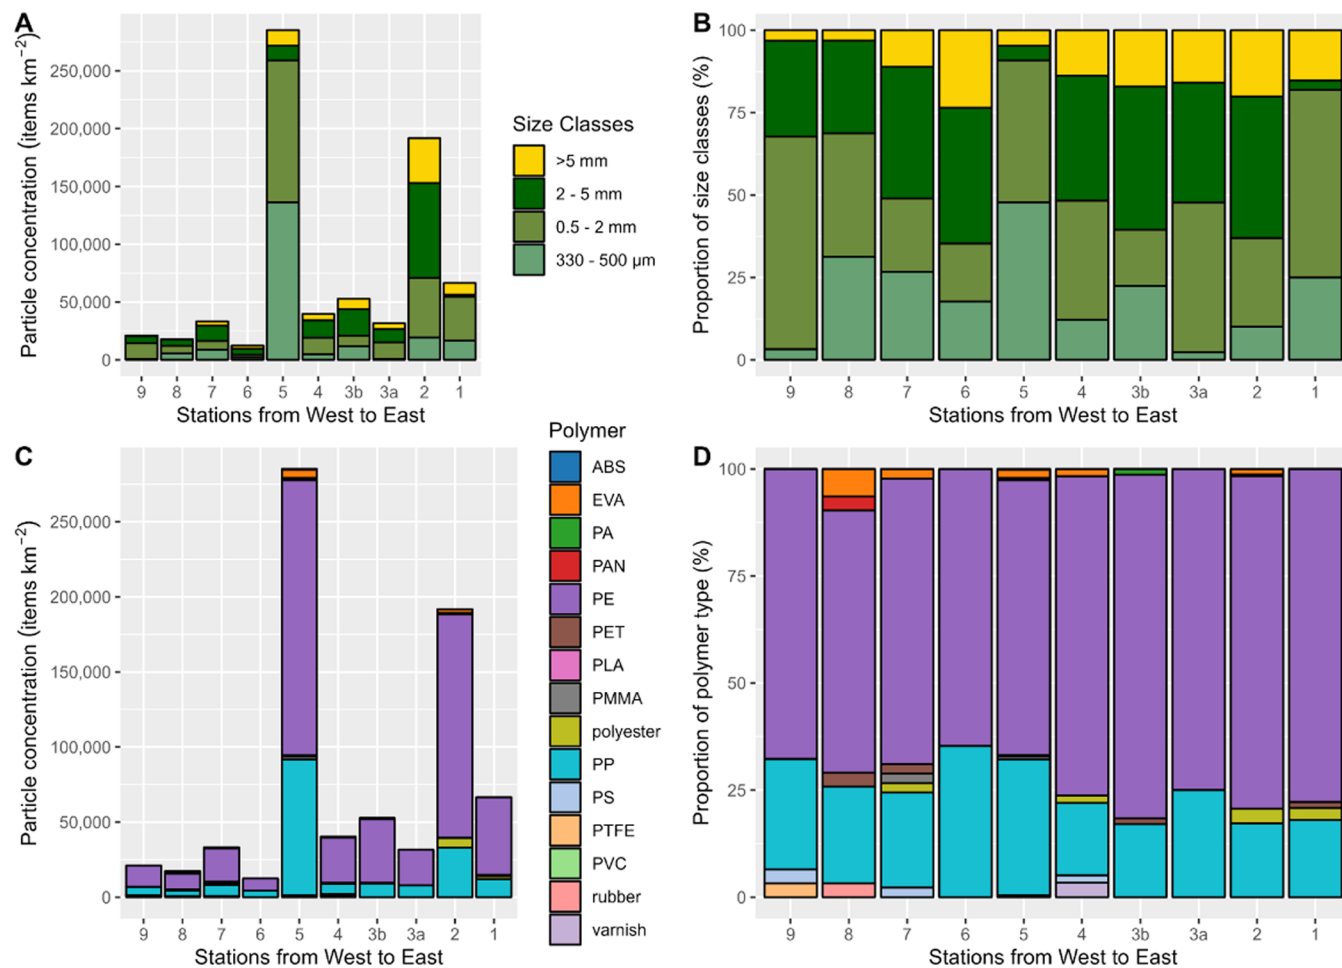 A
Particle concentration (items km⁻²)
250,000
200,000
150,000
100,000
50,000
0
9 8 7 6 5 4 3b 3a 2 1
Stations from West to East
Size Classes
>5 mm
2 - 5 mm
0.5 - 2 mm
330 - 500 µm
B
Proportion of size classes (%)
100
75
50
25
0
9 8 7 6 5 4 3b 3a 2 1
Stations from West to East
C
Particle concentration (items km⁻²)
250,000
200,000
150,000
100,000
50,000
0
9 8 7 6 5 4 3b 3a 2 1
Stations from West to East
Polymer
ABS
EVA
PA
PAN
PE
PET
PLA
PMMA
polyester
PP
PS
PTFE
PVC
rubber
varnish
D
Proportion of polymer type (%)
100
75
50
25
0
9 8 7 6 5 4 3b 3a 2 1
Stations from West to East